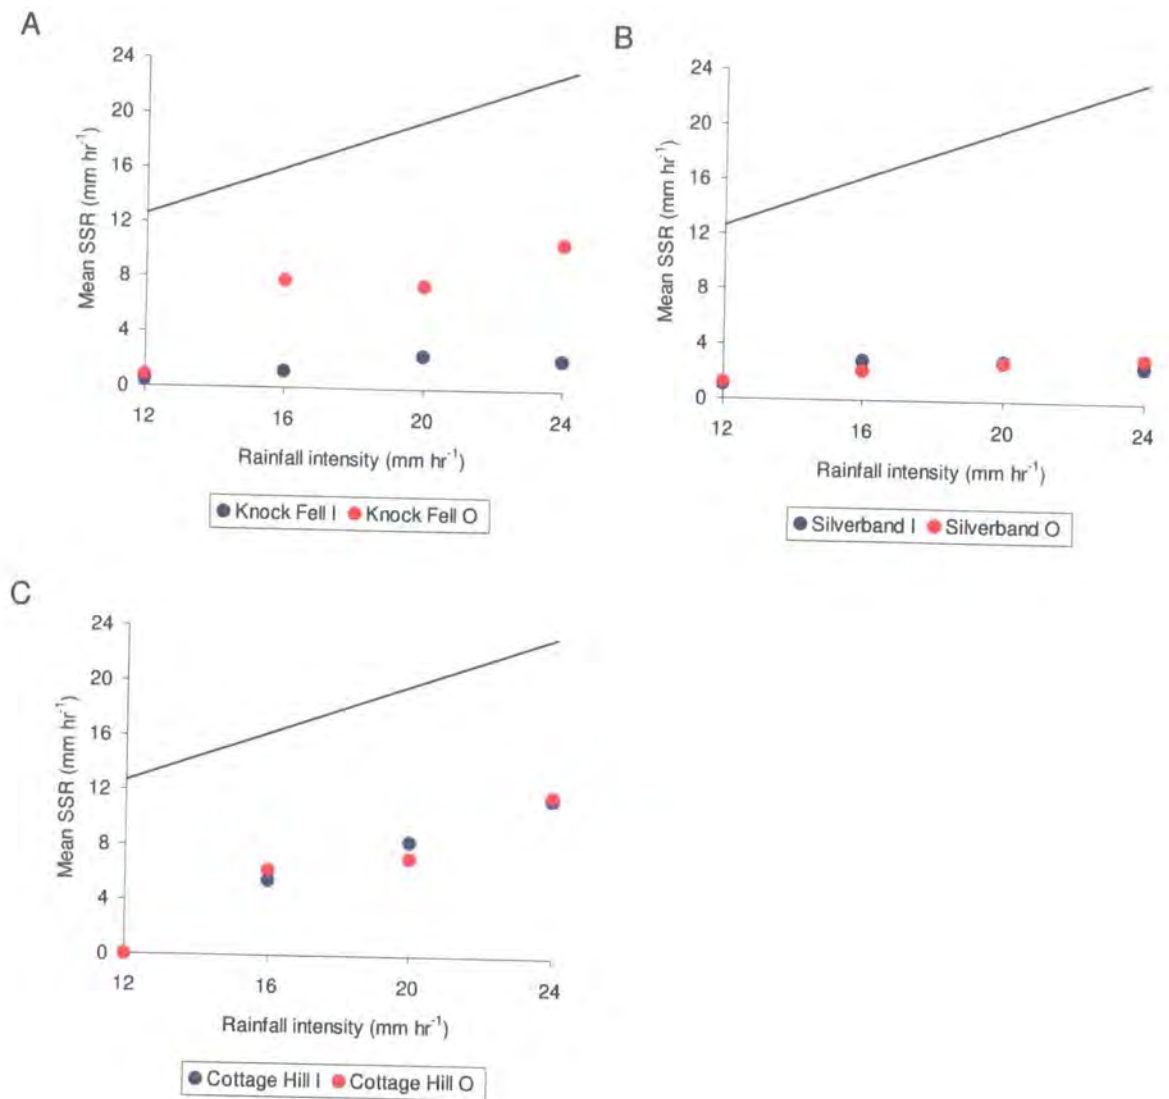 A
24
20
16
12
8
4
0
Mean SSR (mm hr⁻¹)
12 16 20 24
Rainfall intensity (mm hr⁻¹)
Knock Fell I Knock Fell O
B
24
20
16
12
8
4
0
Mean SSR (mm hr⁻¹)
12 16 20 24
Rainfall intensity (mm hr⁻¹)
Silverband I Silverband O
C
24
20
16
12
8
4
0
Mean SSR (mm hr⁻¹)
12 16 20 24
Rainfall intensity (mm hr⁻¹)
Cottage Hill I Cottage Hill O